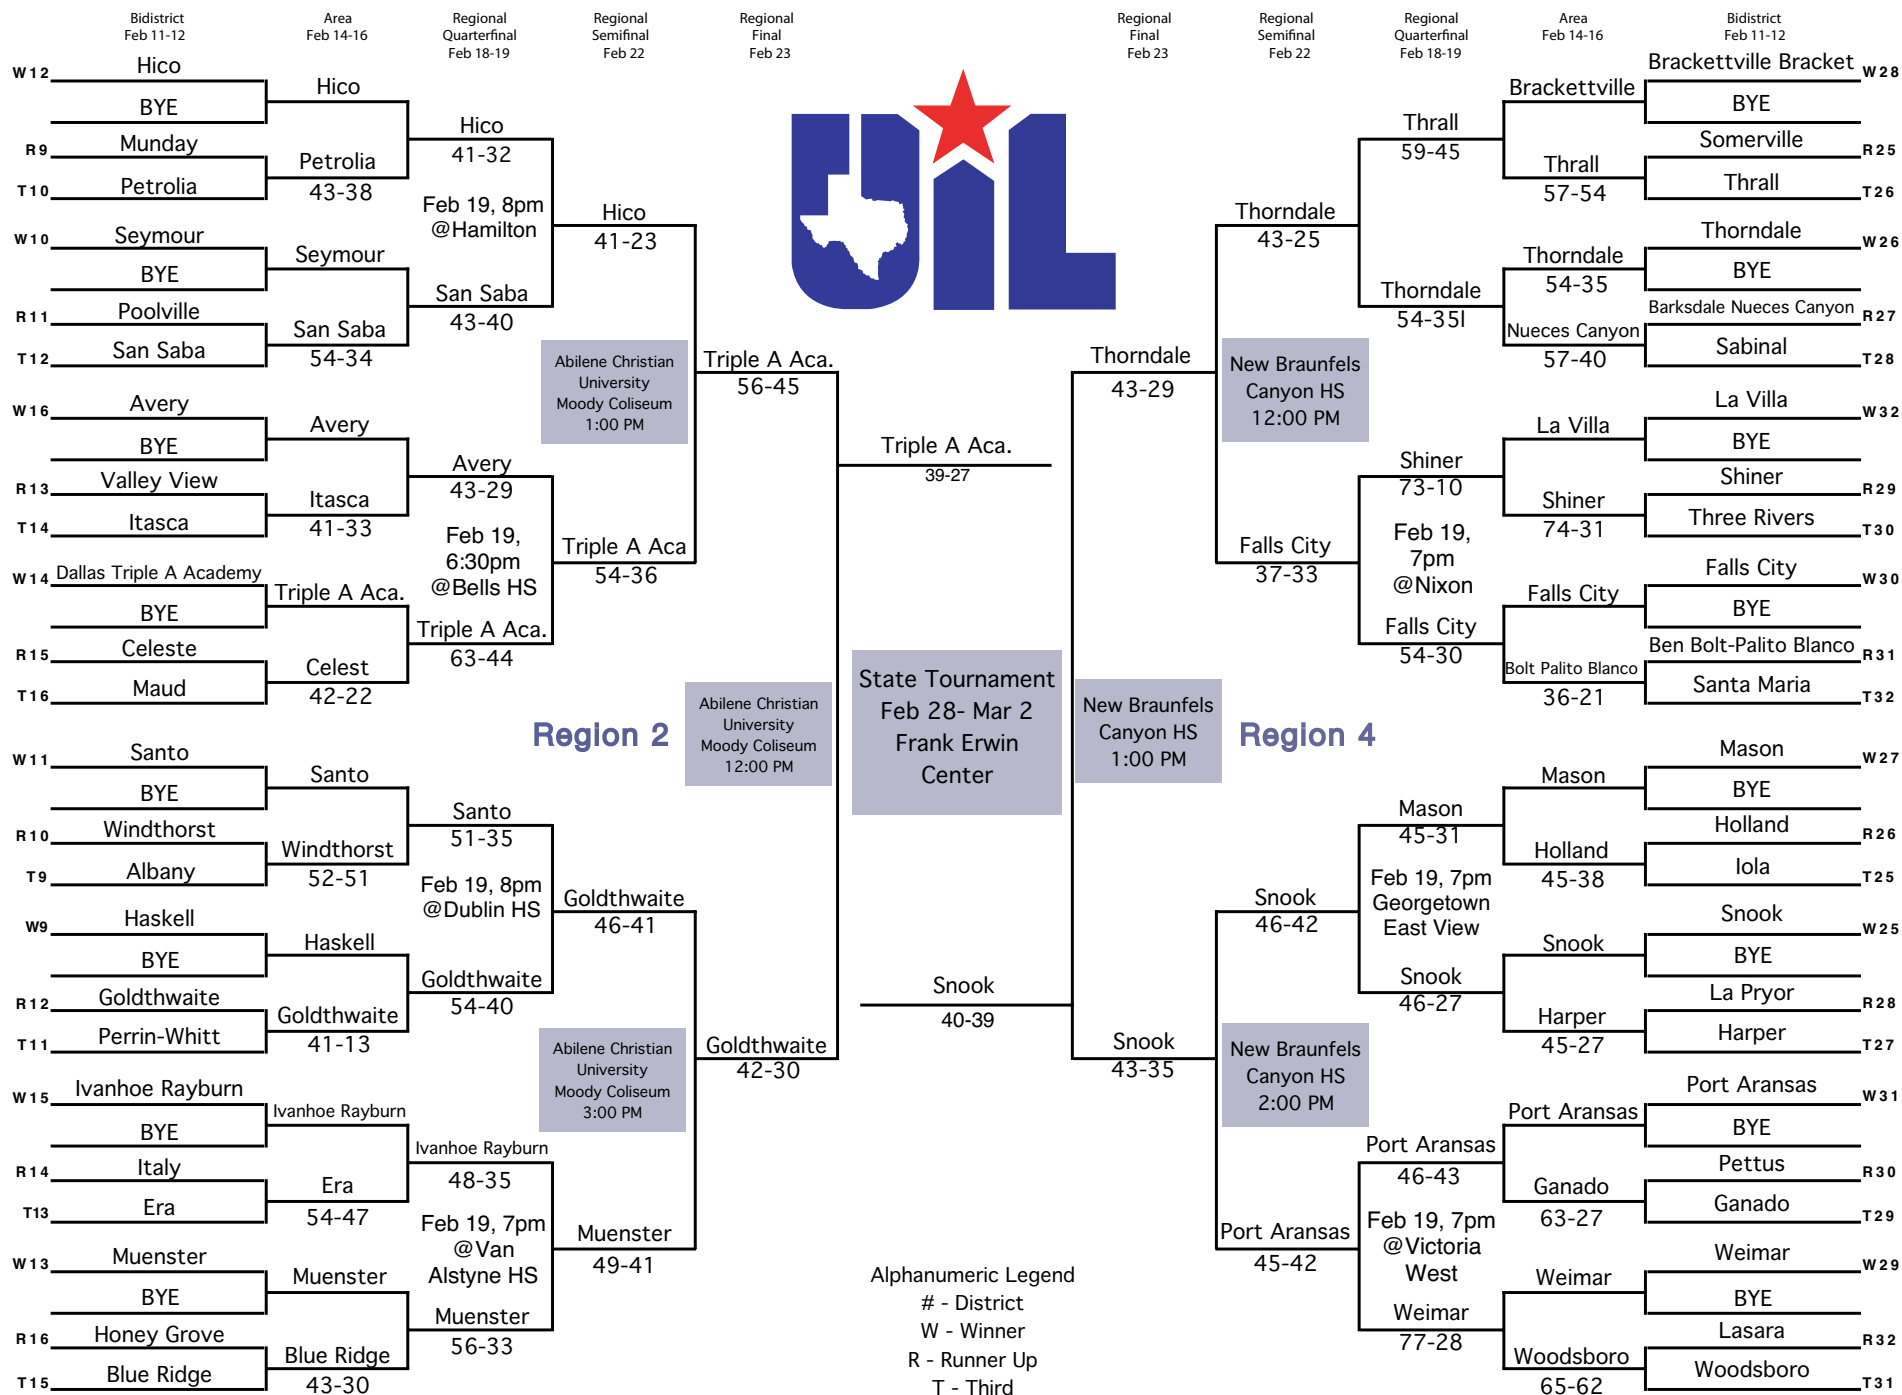 Bidistrict
Feb 11-12
Area
Feb 14-16
Regional
Quarterfinal
Feb 18-19
Regional
Semifinal
Feb 22
Regional
Final
Feb 23
Regional
Final
Feb 23
Regional
Semifinal
Feb 22
Regional
Quarterfinal
Feb 18-19
Area
Feb 14-16
Bidistrict
Feb 11-12
UIL
W12 Hico
BYE
R9 Munday
T10 Petrolia
W10 Seymour
BYE
R11 Poolville
T12 San Saba
W16 Avery
BYE
R13 Valley View
T14 Itasca
W14 Dallas Triple A Academy
BYE
R15 Celeste
T16 Maud
W11 Santo
BYE
R10 Windthorst
T9 Albany
W9 Haskell
BYE
R12 Goldthwaite
T11 Perrin-Whitt
W15 Ivanhoe Rayburn
BYE
R14 Italy
T13 Era
W13 Muenster
BYE
R16 Honey Grove
T15 Blue Ridge
Hico
Petrolia
43-38
Seymour
San Saba
54-34
Avery
Itasca
41-33
Triple A Aca.
Celest
42-22
Santo
Windthorst
52-51
Haskell
Goldthwaite
41-13
Ivanhoe Rayburn
Era
54-47
Muenster
Blue Ridge
43-30
Hico
41-32
Feb 19, 8pm
@Hamilton
San Saba
43-40
Avery
43-29
Feb 19,
6:30pm
@Bells HS
Triple A Aca.
63-44
Santo
51-35
Feb 19, 8pm
@Dublin HS
Goldthwaite
54-40
Ivanhoe Rayburn
48-35
Feb 19, 7pm
@Van
Alstyne HS
Muenster
56-33
Hico
41-23
Abilene Christian
University
Moody Coliseum
1:00 PM
Triple A Aca
54-36
Region 2
Goldthwaite
46-41
Abilene Christian
University
Moody Coliseum
3:00 PM
Muenster
49-41
Triple A Aca.
56-45
Abilene Christian
University
Moody Coliseum
12:00 PM
Goldthwaite
42-30
Triple A Aca.
39-27
State Tournament
Feb 28- Mar 2
Frank Erwin
Center
Snook
40-39
Alphanumeric Legend
# - District
W - Winner
R - Runner Up
T - Third
Thorndale
43-29
New Braunfels
Canyon HS
1:00 PM
Snook
43-35
Thorndale
43-25
New Braunfels
Canyon HS
12:00 PM
Falls City
37-33
Region 4
Snook
46-42
New Braunfels
Canyon HS
2:00 PM
Port Aransas
45-42
Thrall
59-45
Thorndale
54-35l
Shiner
73-10
Feb 19,
7pm
@Nixon
Falls City
54-30
Mason
45-31
Feb 19, 7pm
Georgetown
East View
Snook
46-27
Port Aransas
46-43
Feb 19, 7pm
@Victoria
West
Weimar
77-28
Brackettville
Thrall
57-54
Thorndale
54-35
Nueces Canyon
57-40
La Villa
Shiner
74-31
Falls City
Bolt Palito Blanco
36-21
Mason
Holland
45-38
Snook
Harper
45-27
Port Aransas
Ganado
63-27
Weimar
Woodsboro
65-62
Brackettville Bracket W28
BYE
Somerville R25
Thrall T26
Thorndale W26
BYE
Barksdale Nueces Canyon R27
Sabinal T28
La Villa W32
BYE
Shiner R29
Three Rivers T30
Falls City W30
BYE
Ben Bolt-Palito Blanco R31
Santa Maria T32
Mason W27
BYE
Holland R26
Iola T25
Snook W25
BYE
La Pryor R28
Harper T27
Port Aransas W31
BYE
Pettus R30
Ganado T29
Weimar W29
BYE
Lasara R32
Woodsboro T31